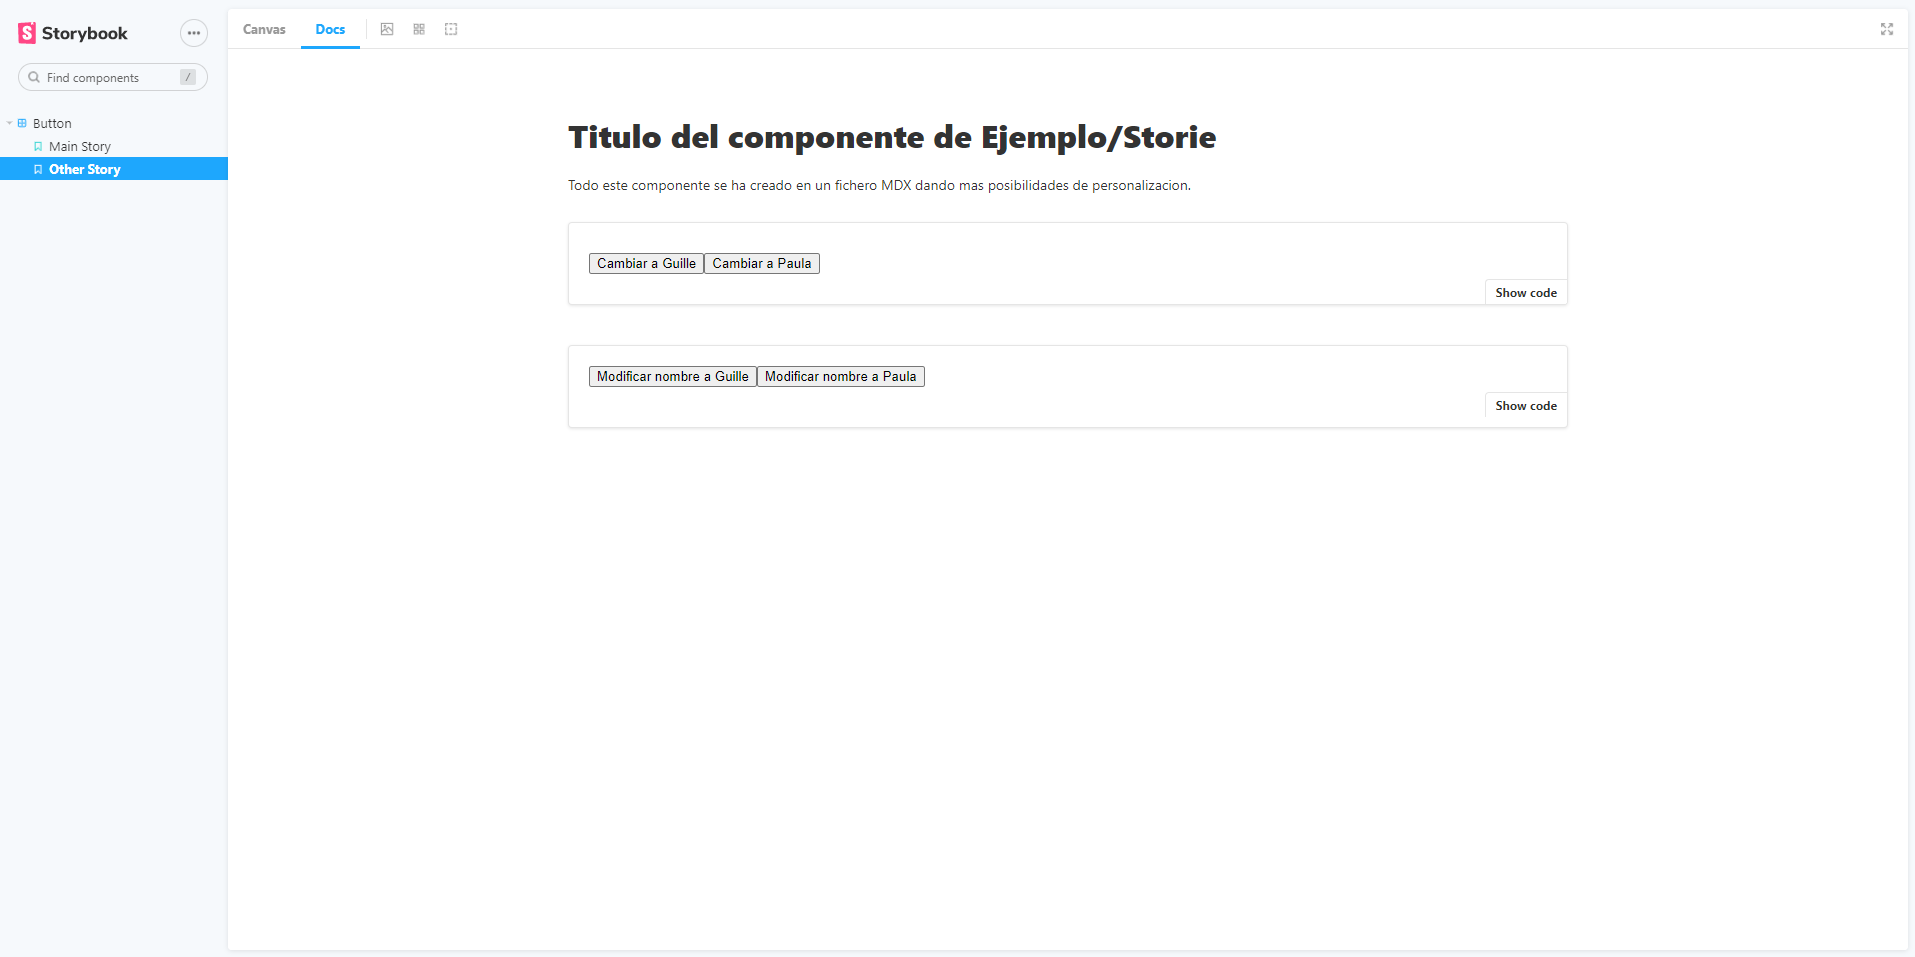 Storybook
Find components /
Button
Main Story
Other Story
Canvas Docs
Titulo del componente de Ejemplo/Storie
Todo este componente se ha creado en un fichero MDX dando mas posibilidades de personalizacion.
Cambiar a Guille Cambiar a Paula
Show code
Modificar nombre a Guille Modificar nombre a Paula
Show code